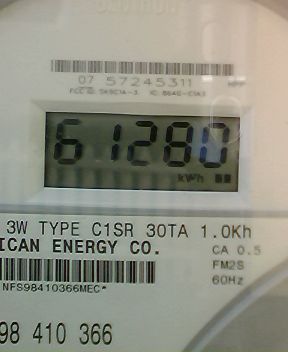 CENTRON
07 57245311
61280
kWh
3W TYPE C1SR 30TA 1.0Kh
ICAN ENERGY CO.
CA 0.5
FM2S
60Hz
NFS98410366MEC*
98 410 366